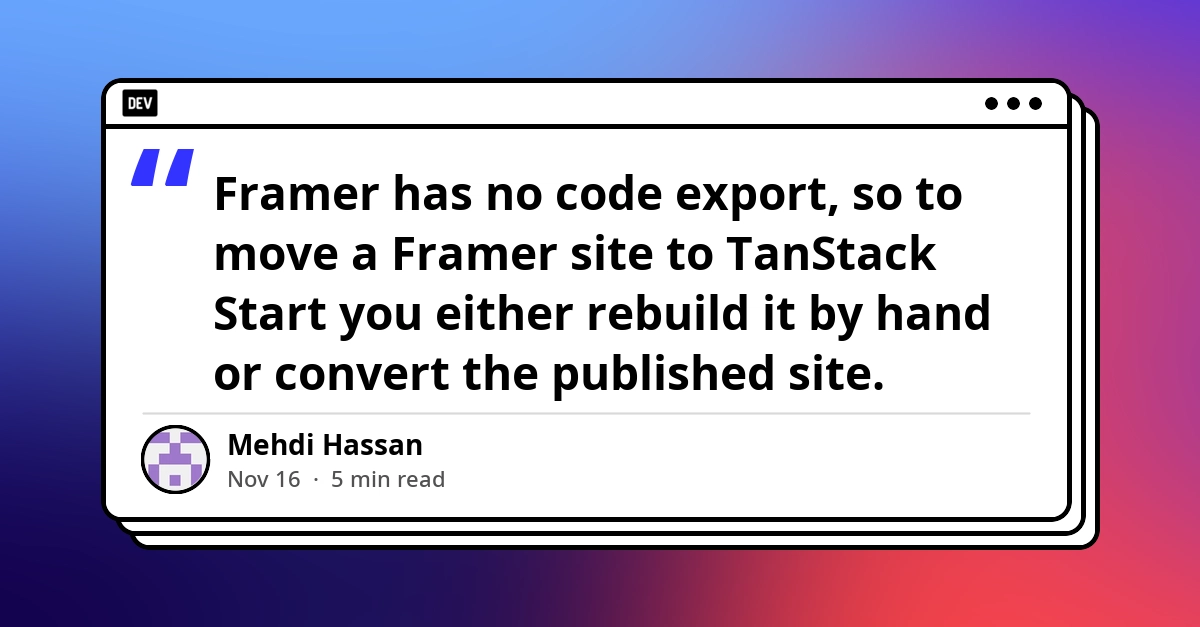 DEV
“ Framer has no code export, so to
move a Framer site to TanStack
Start you either rebuild it by hand
or convert the published site.
Mehdi Hassan
Nov 16 · 5 min read